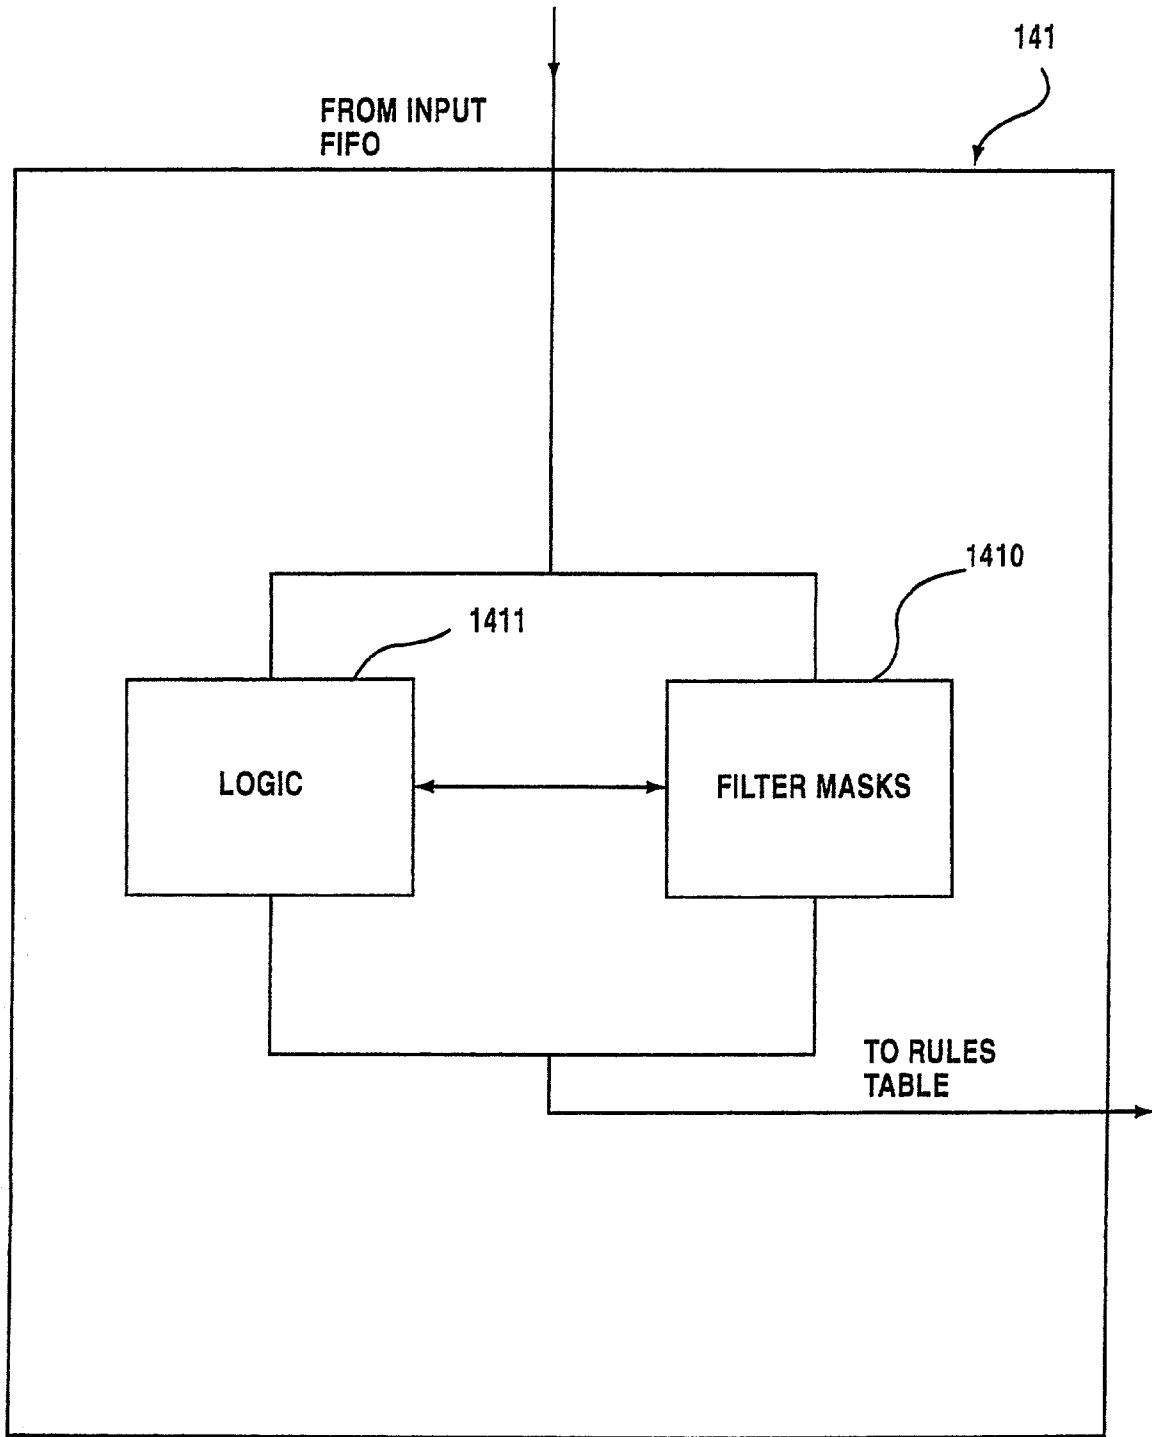 141
FROM INPUT
FIFO
1410
1411
LOGIC
FILTER MASKS
TO RULES
TABLE